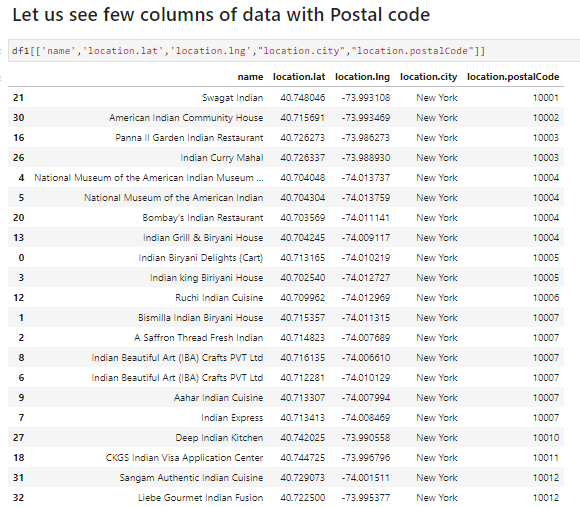 Let us see few columns of data with Postal code
df1[['name','location.lat','location.lng',"location.city","location.postalCode"]]
name location.lat location.lng location.city location.postalCode
21 Swagat Indian 40.748046 -73.993108 New York 10001
30 American Indian Community House 40.715691 -73.993469 New York 10002
16 Panna II Garden Indian Restaurant 40.726273 -73.986273 New York 10003
26 Indian Curry Mahal 40.726337 -73.988930 New York 10003
4 National Museum of the American Indian Museum ... 40.704048 -74.013737 New York 10004
5 National Museum of the American Indian 40.704304 -74.013759 New York 10004
20 Bombay's Indian Restaurant 40.703569 -74.011141 New York 10004
13 Indian Grill & Biryani House 40.704245 -74.009117 New York 10004
0 Indian Biryani Delights (Cart) 40.713165 -74.010219 New York 10005
3 Indian king Biriyani House 40.702540 -74.012727 New York 10005
12 Ruchi Indian Cuisine 40.709962 -74.012969 New York 10006
1 Bismilla Indian Biryani House 40.715357 -74.011315 New York 10007
2 A Saffron Thread Fresh Indian 40.714823 -74.007689 New York 10007
8 Indian Beautiful Art (IBA) Crafts PVT Ltd 40.716135 -74.006610 New York 10007
6 Indian Beautiful Art (IBA) Crafts PVT Ltd 40.712281 -74.010129 New York 10007
9 Aahar Indian Cuisine 40.713307 -74.007994 New York 10007
7 Indian Express 40.713413 -74.008469 New York 10007
27 Deep Indian Kitchen 40.742025 -73.990558 New York 10010
18 CKGS Indian Visa Application Center 40.744725 -73.996796 New York 10011
31 Sangam Authentic Indian Cuisine 40.729073 -74.001511 New York 10012
32 Liebe Gourmet Indian Fusion 40.722500 -73.995377 New York 10012